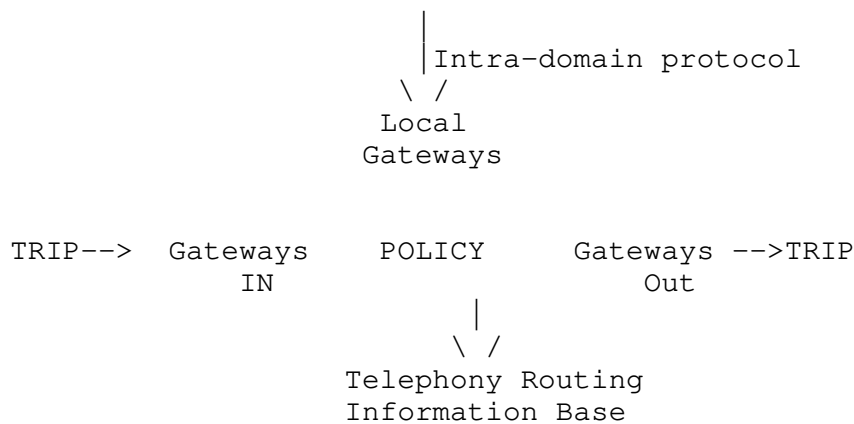 |
|Intra-domain protocol
\ /
Local
Gateways
TRIP--> Gateways POLICY Gateways -->TRIP
IN Out
|
\ /
Telephony Routing
Information Base